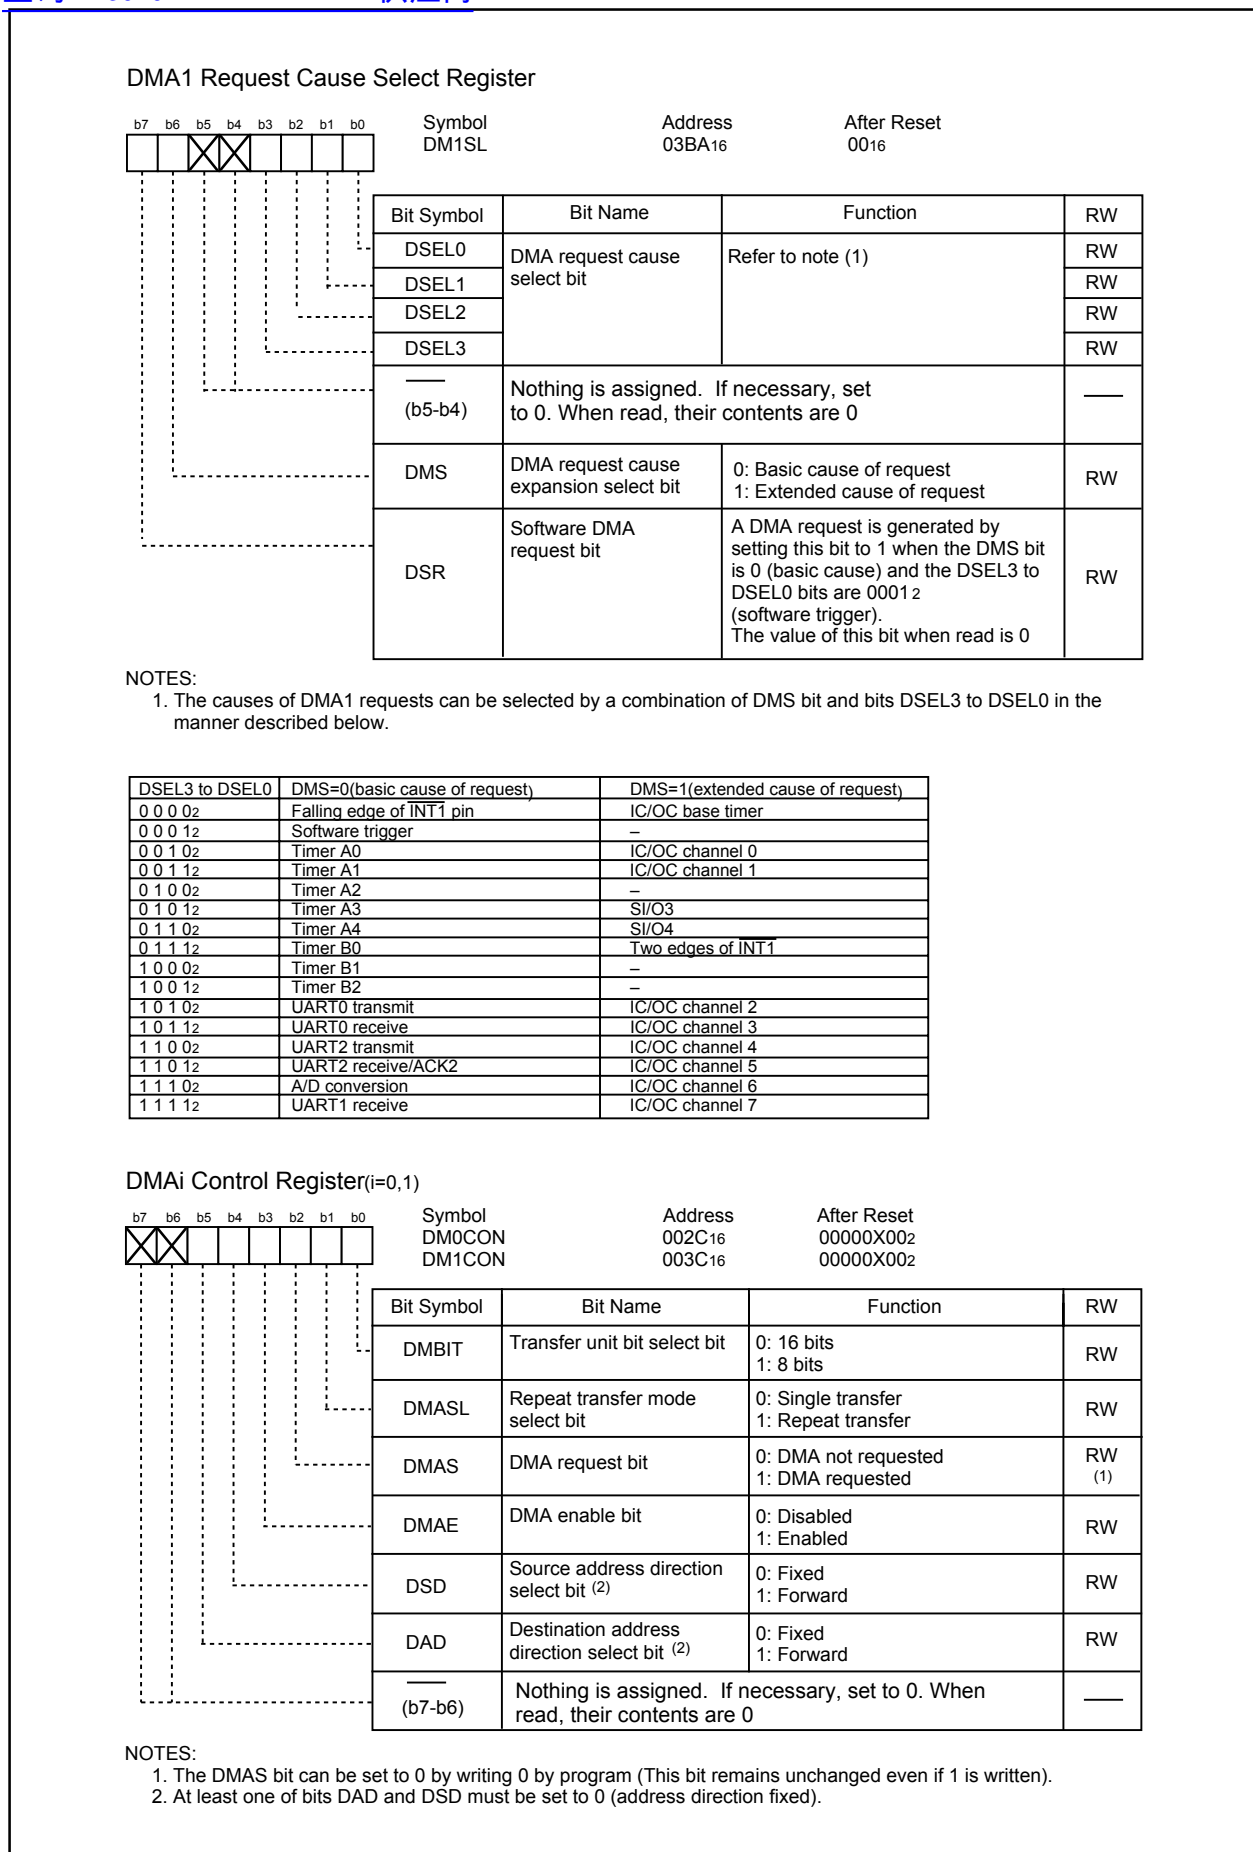 DMA1 Request Cause Select Register
b7 b6 b5 b4 b3 b2 b1 b0
Symbol Address After Reset
DM1SL 03BA16 0016
Bit Symbol Bit Name Function RW
DSEL0 DMA request cause select bit Refer to note (1) RW
DSEL1 RW
DSEL2 RW
DSEL3 RW
(b5-b4) Nothing is assigned. If necessary, set
to 0. When read, their contents are 0
DMS DMA request cause expansion select bit 0: Basic cause of request RW
1: Extended cause of request
DSR Software DMA request bit A DMA request is generated by
setting this bit to 1 when the DMS bit
is 0 (basic cause) and the DSEL3 to
DSEL0 bits are 00012
(software trigger).
The value of this bit when read is 0
RW
NOTES:
1. The causes of DMA1 requests can be selected by a combination of DMS bit and bits DSEL3 to DSEL0 in the
manner described below.
DSEL3 to DSEL0 DMS=0(basic cause of request) DMS=1(extended cause of request)
0 0 0 02 Falling edge of INT1 pin IC/OC base timer
0 0 0 12 Software trigger –
0 0 1 02 Timer A0 IC/OC channel 0
0 0 1 12 Timer A1 IC/OC channel 1
0 1 0 02 Timer A2 –
0 1 0 12 Timer A3 SI/O3
0 1 1 02 Timer A4 SI/O4
0 1 1 12 Timer B0 Two edges of INT1
1 0 0 02 Timer B1 –
1 0 0 12 Timer B2 –
1 0 1 02 UART0 transmit IC/OC channel 2
1 0 1 12 UART0 receive IC/OC channel 3
1 1 0 02 UART2 transmit IC/OC channel 4
1 1 0 12 UART2 receive/ACK2 IC/OC channel 5
1 1 1 02 A/D conversion IC/OC channel 6
1 1 1 12 UART1 receive IC/OC channel 7
DMAi Control Register(i=0,1)
b7 b6 b5 b4 b3 b2 b1 b0
Symbol Address After Reset
DM0CON 002C16 00000X002
DM1CON 003C16 00000X002
Bit Symbol Bit Name Function RW
DMBIT Transfer unit bit select bit 0: 16 bits RW
1: 8 bits
DMASL Repeat transfer mode select bit 0: Single transfer RW
1: Repeat transfer
DMAS DMA request bit 0: DMA not requested RW
1: DMA requested (1)
DMAE DMA enable bit 0: Disabled RW
1: Enabled
DSD Source address direction select bit (2) 0: Fixed RW
1: Forward
DAD Destination address direction select bit (2) 0: Fixed RW
1: Forward
(b7-b6) Nothing is assigned. If necessary, set to 0. When
read, their contents are 0
NOTES:
1. The DMAS bit can be set to 0 by writing 0 by program (This bit remains unchanged even if 1 is written).
2. At least one of bits DAD and DSD must be set to 0 (address direction fixed).